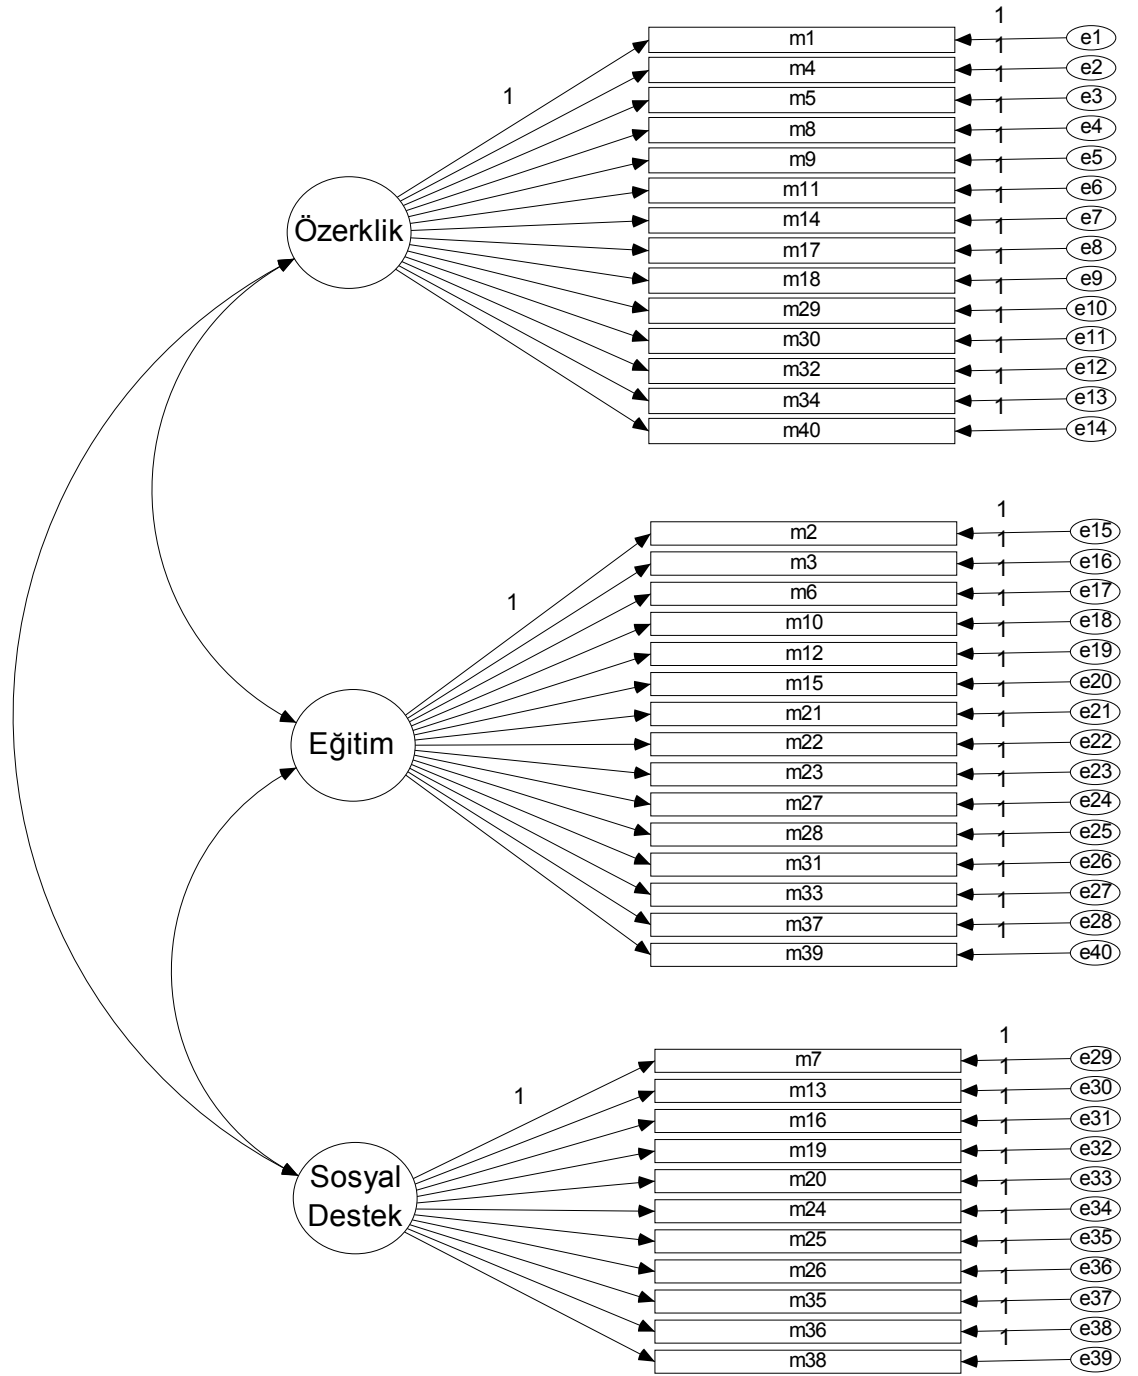 1
m1
1
e1
m4
1
e2
1
m5
1
e3
m8
1
e4
m9
1
e5
m11
1
e6
Özerklik
m14
1
e7
m17
1
e8
m18
1
e9
m29
1
e10
m30
1
e11
m32
1
e12
m34
1
e13
m40
1
e14
m2
1
e15
m3
1
e16
1
m6
1
e17
m10
1
e18
m12
1
e19
m15
1
e20
m21
1
e21
Eğitim
m22
1
e22
m23
1
e23
m27
1
e24
m28
1
e25
m31
1
e26
m33
1
e27
m37
1
e28
m39
e40
1
m7
1
e29
1
m13
1
e30
m16
1
e31
m19
1
e32
Sosyal
Destek
m20
1
e33
m24
1
e34
m25
1
e35
m26
1
e36
m35
1
e37
m36
1
e38
m38
e39